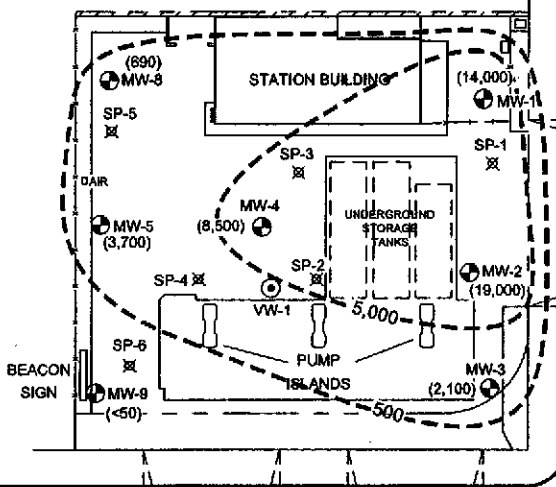 (690)
MW-8
STATION BUILDING
(14,000)
MW-1
SP-5
SP-3
SP-1
AIR
MW-4
(8,500)
UNDERGROUND
STORAGE
TANKS
MW-5
(3,700)
SP-4
SP-2
MW-2
(19,000)
VW-1
5,000
SP-6
PUMP
ISLANDS
BEACON
SIGN
MW-3
(2,100)
MW-9
(<50)
500